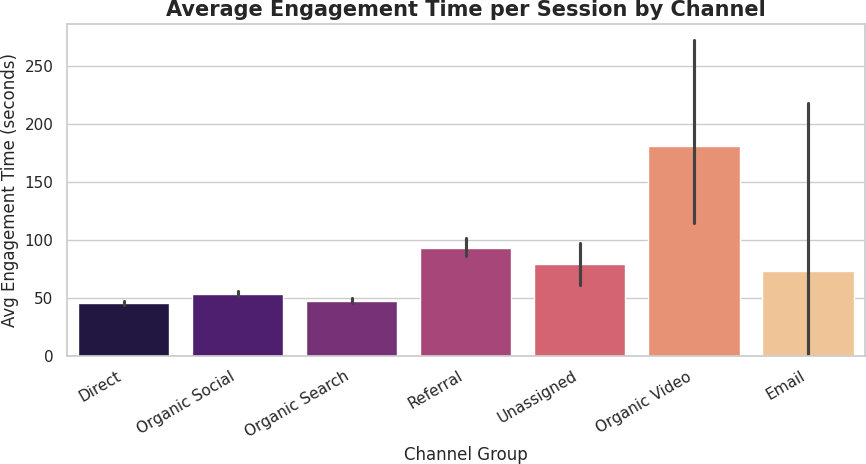 Average Engagement Time per Session by Channel
Avg Engagement Time (seconds)
250
200
150
100
50
0
Direct
Organic Social
Organic Search
Referral
Unassigned
Organic Video
Email
Channel Group